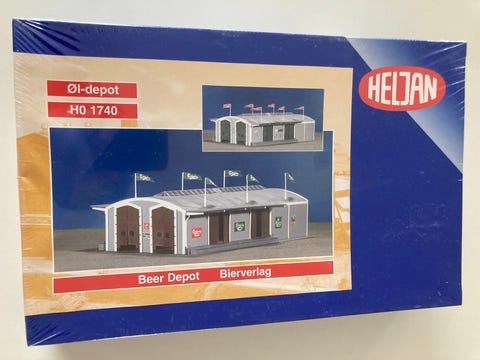 Øl-depot
H0 1740
HELJAN
Beer Depot Bierverlag